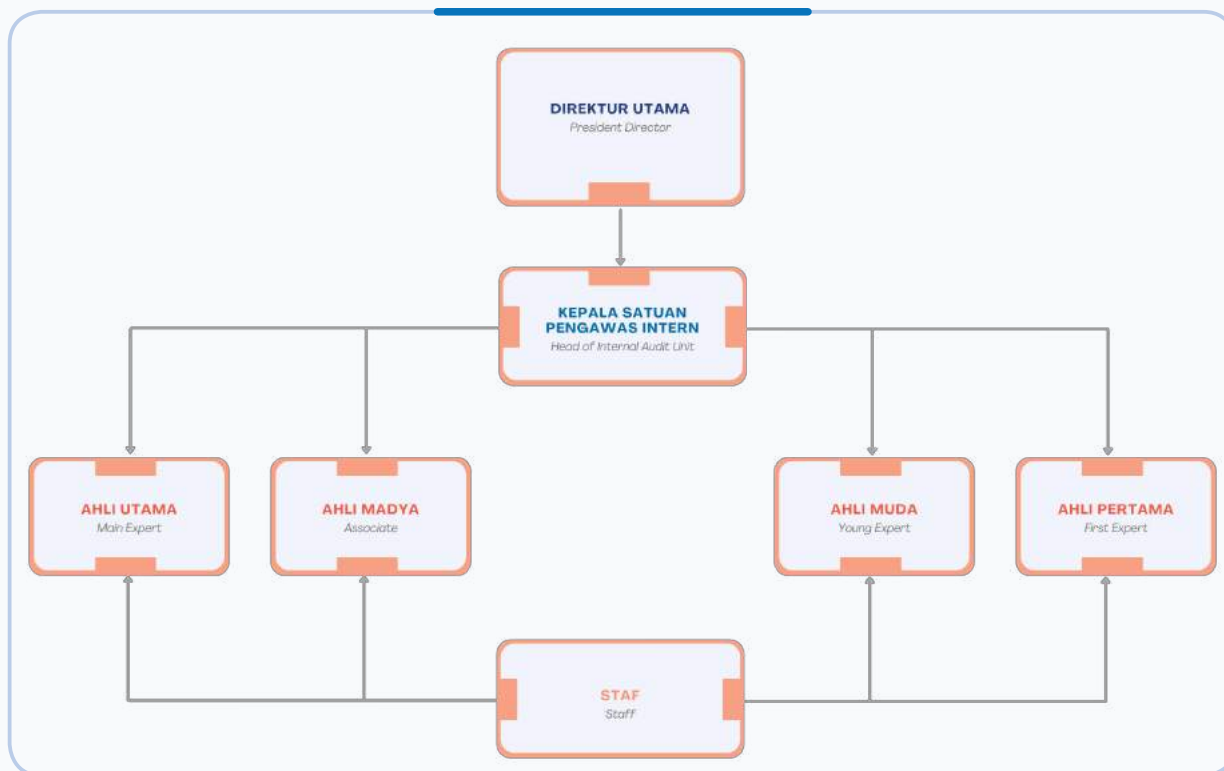 DIREKTUR UTAMA
President Director
KEPALA SATUAN
PENGAWAS INTERN
Head of Internal Audit Unit
AHLI UTAMA
Main Expert
AHLI MADYA
Associate
AHLI MUDA
Young Expert
AHLI PERTAMA
First Expert
STAF
Staff